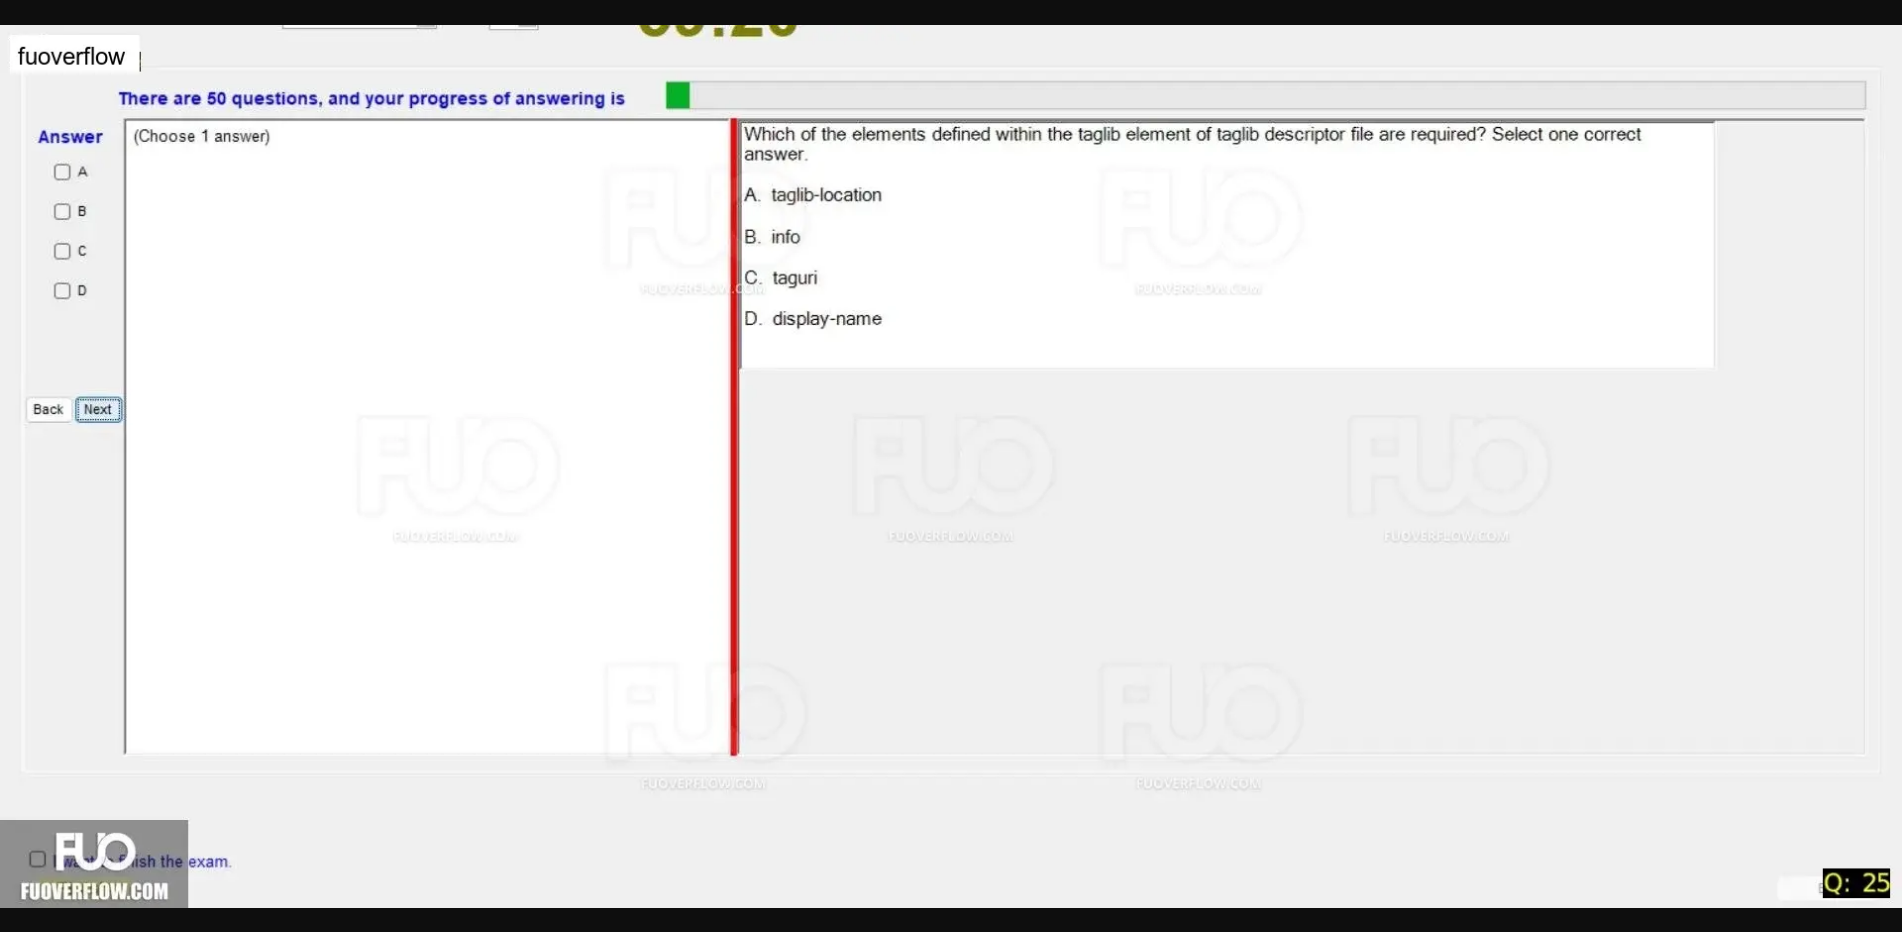 fuoverflow
There are 50 questions, and your progress of answering is
Answer
(Choose 1 answer)
A
B
C
D
Back
Next
Which of the elements defined within the taglib element of taglib descriptor file are required? Select one correct
answer.
A. taglib-location
B. info
C. taguri
D. display-name
FUO
FUOVERFLOW.COM
FUO
FUOVERFLOW.COM
FUO
FUOVERFLOW.COM
FUO
FUOVERFLOW.COM
FUO
FUOVERFLOW.COM
FUO
FUOVERFLOW.COM
FUO
FUOVERFLOW.COM
the exam.
FUO
FUOVERFLOW.COM
Q: 25